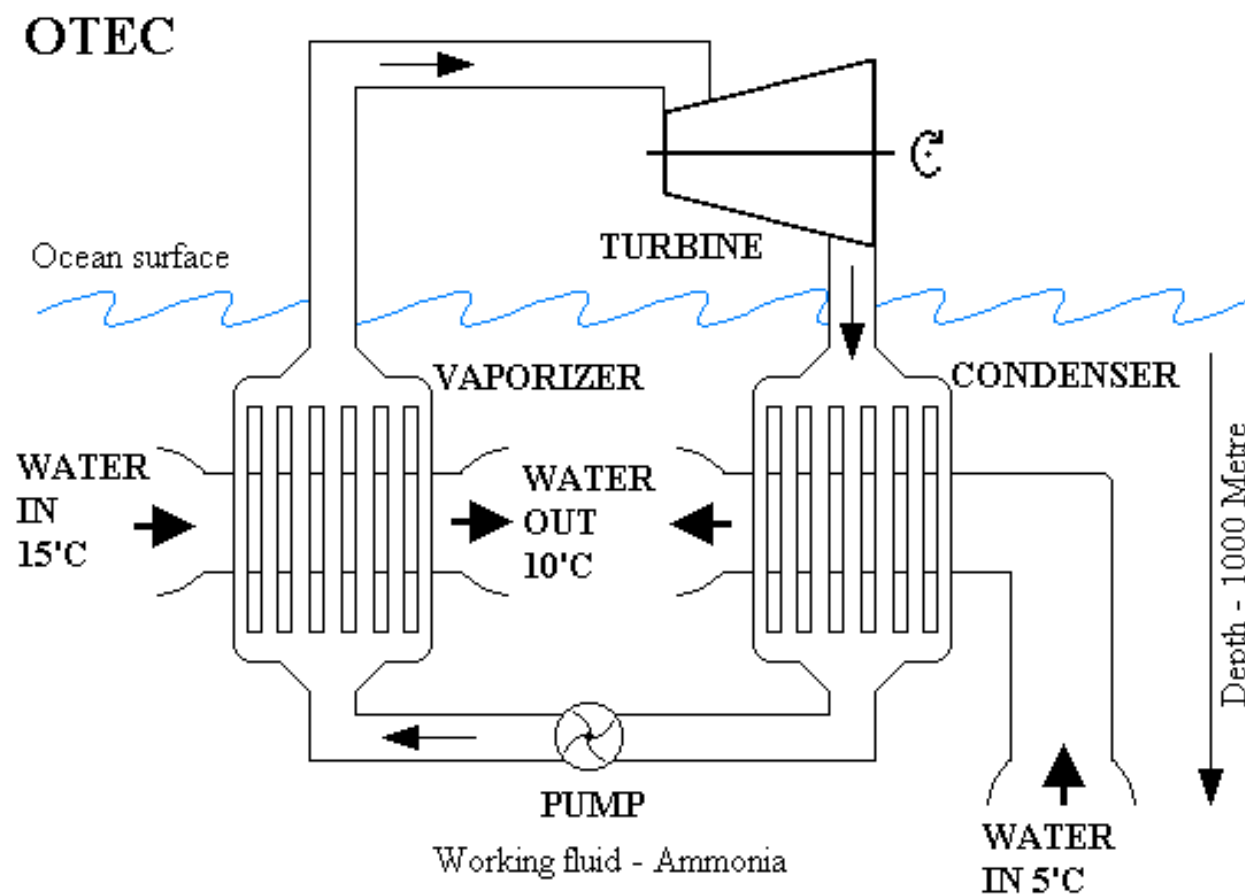 OTEC
Ocean surface
TURBINE
VAPORIZER
CONDENSER
WATER
IN
15'C
WATER
OUT
10'C
Depth - 1000 Metre
PUMP
Working fluid - Ammonia
WATER
IN 5'C